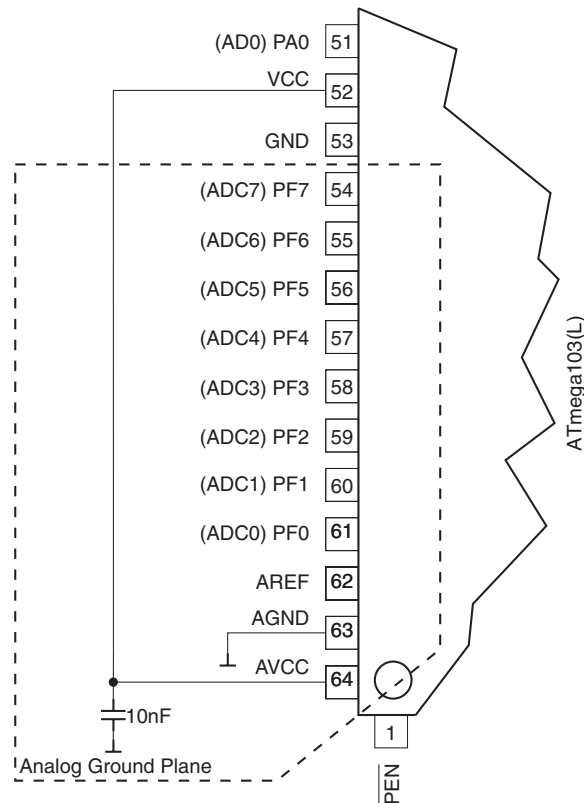 (AD0) PA0 51
VCC 52
GND 53
(ADC7) PF7 54
(ADC6) PF6 55
(ADC5) PF5 56
(ADC4) PF4 57
(ADC3) PF3 58
(ADC2) PF2 59
(ADC1) PF1 60
(ADC0) PF0 61
AREF 62
AGND 63
AVCC 64
10nF
Analog Ground Plane
1
PEN
ATmega103(L)